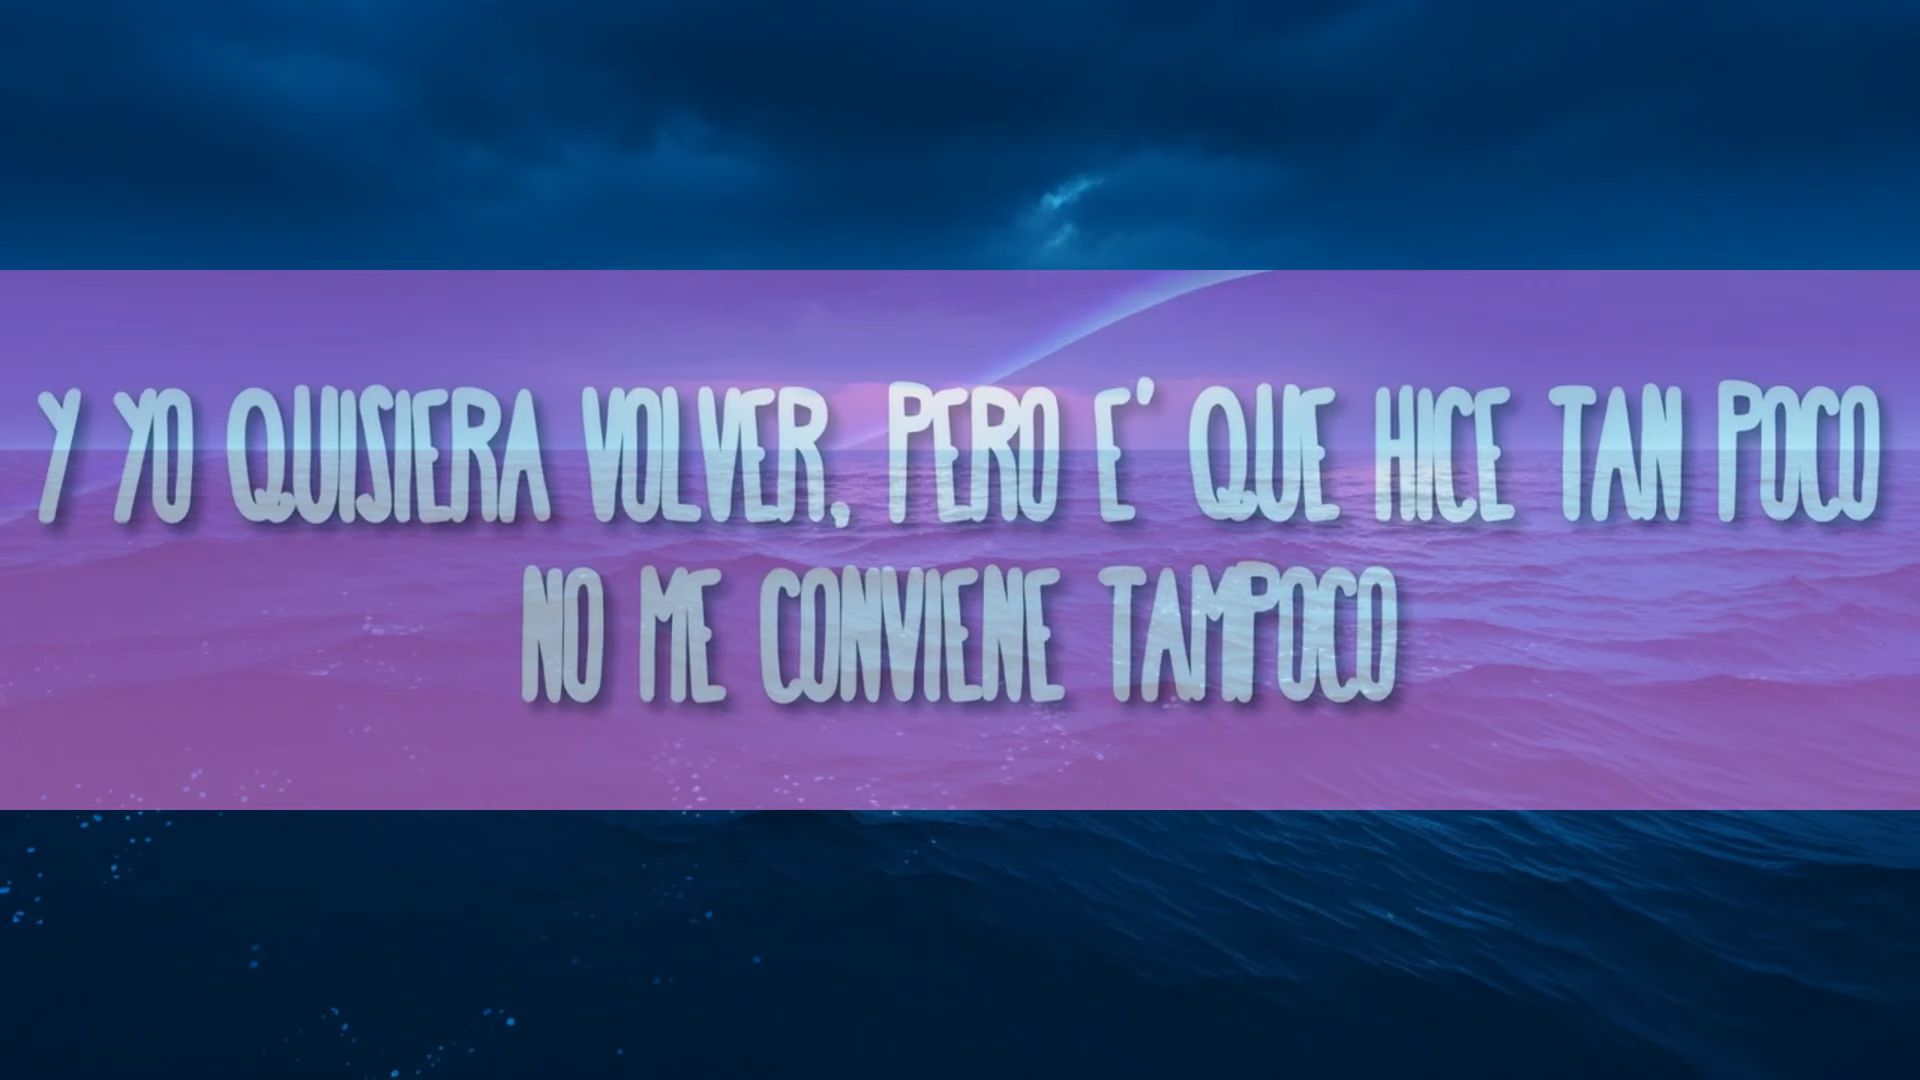 Y YO QUISIERA VOLVER, PERO E' QUE HICE TAN POCO
NO ME CONVIENE TAMPOCO